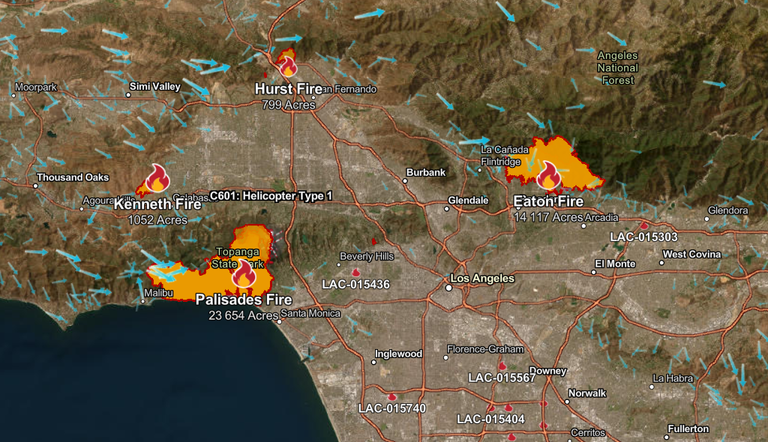 Angeles
National
Forest
Moorpark
Simi Valley
Hurst Fire
799 Acres
an Fernando
La Cañada
Flintridge
Thousand Oaks
Burbank
Kenneth Fire
1052 Acres
C601: Helicopter Type 1
Glendale
Eaton Fire
14 117 Acres
Arcadia
Glendora
LAC-015303
West Covina
El Monte
Topanga
State Park
Beverly Hills
LAC-015436
Los Angeles
Malibu
Palisades Fire
23 654 Acres
Santa Monica
Inglewood
Florence-Graham
LAC-015567
Downey
La Habra
Norwalk
LAC-015740
LAC-015404
Cerritos
Fullerton